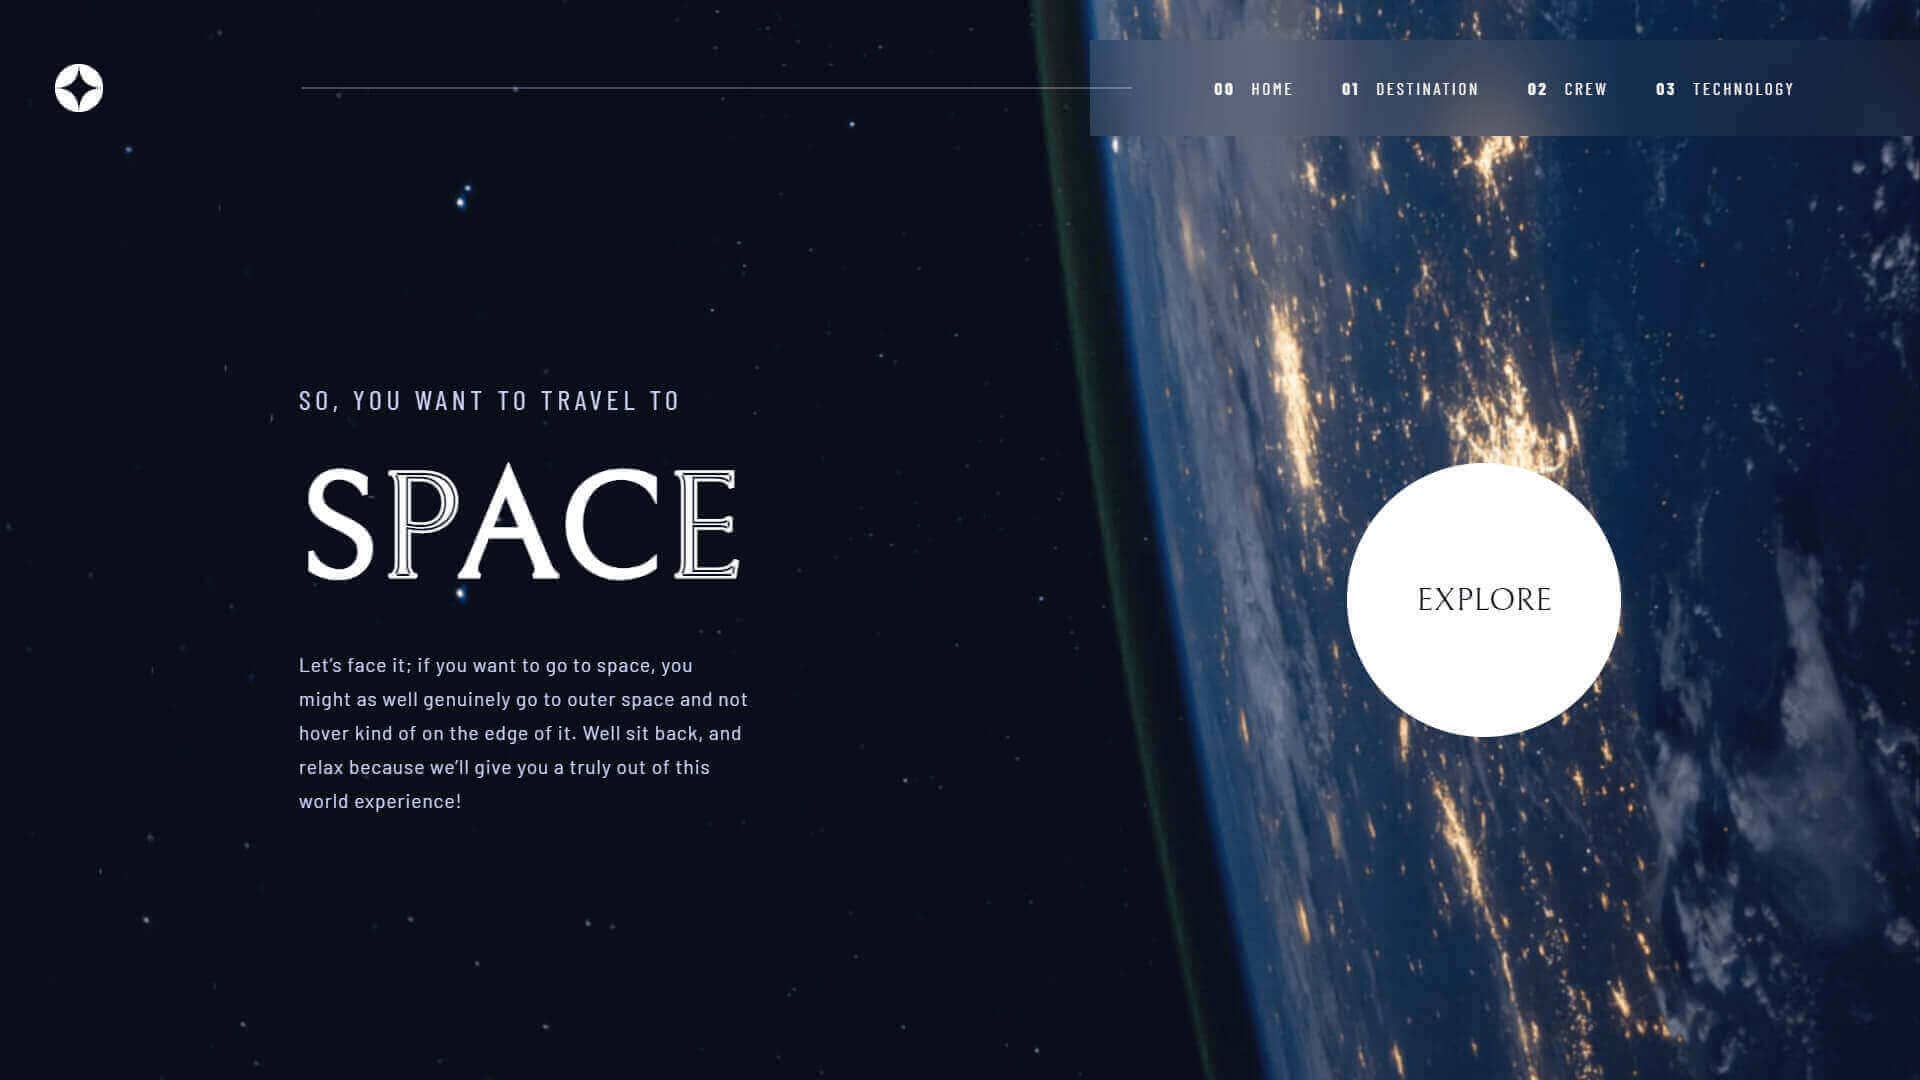 00 HOME 01 DESTINATION 02 CREW 03 TECHNOLOGY
SO, YOU WANT TO TRAVEL TO
SPACE
Let’s face it; if you want to go to space, you
might as well genuinely go to outer space and not
hover kind of on the edge of it. Well sit back, and
relax because we’ll give you a truly out of this
world experience!
EXPLORE